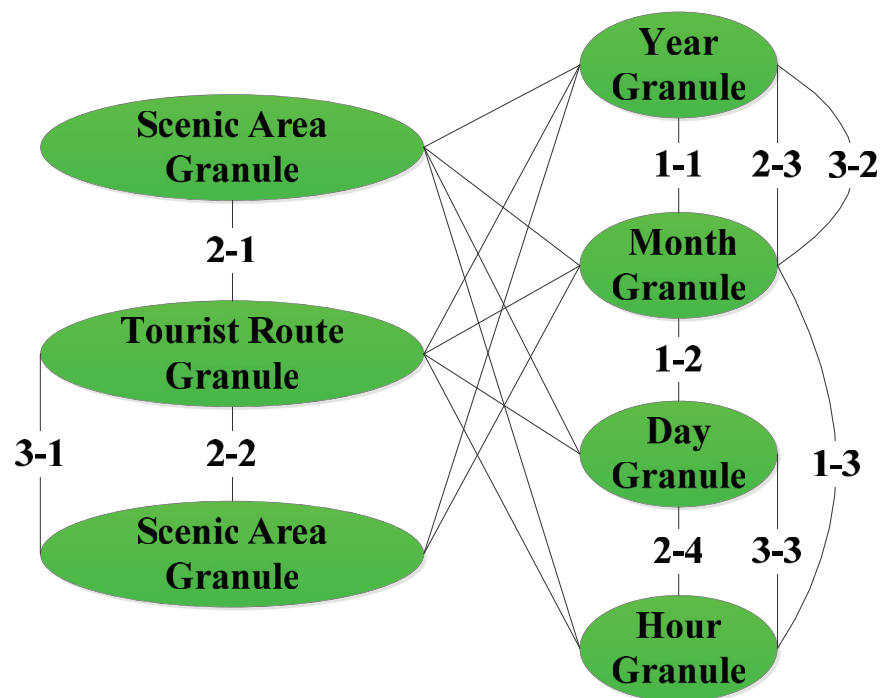 Year
Granule
Scenic Area
Granule
1-1
2-3
3-2
2-1
Month
Granule
Tourist Route
Granule
1-2
3-1
2-2
Day
Granule
1-3
Scenic Area
Granule
2-4
3-3
Hour
Granule